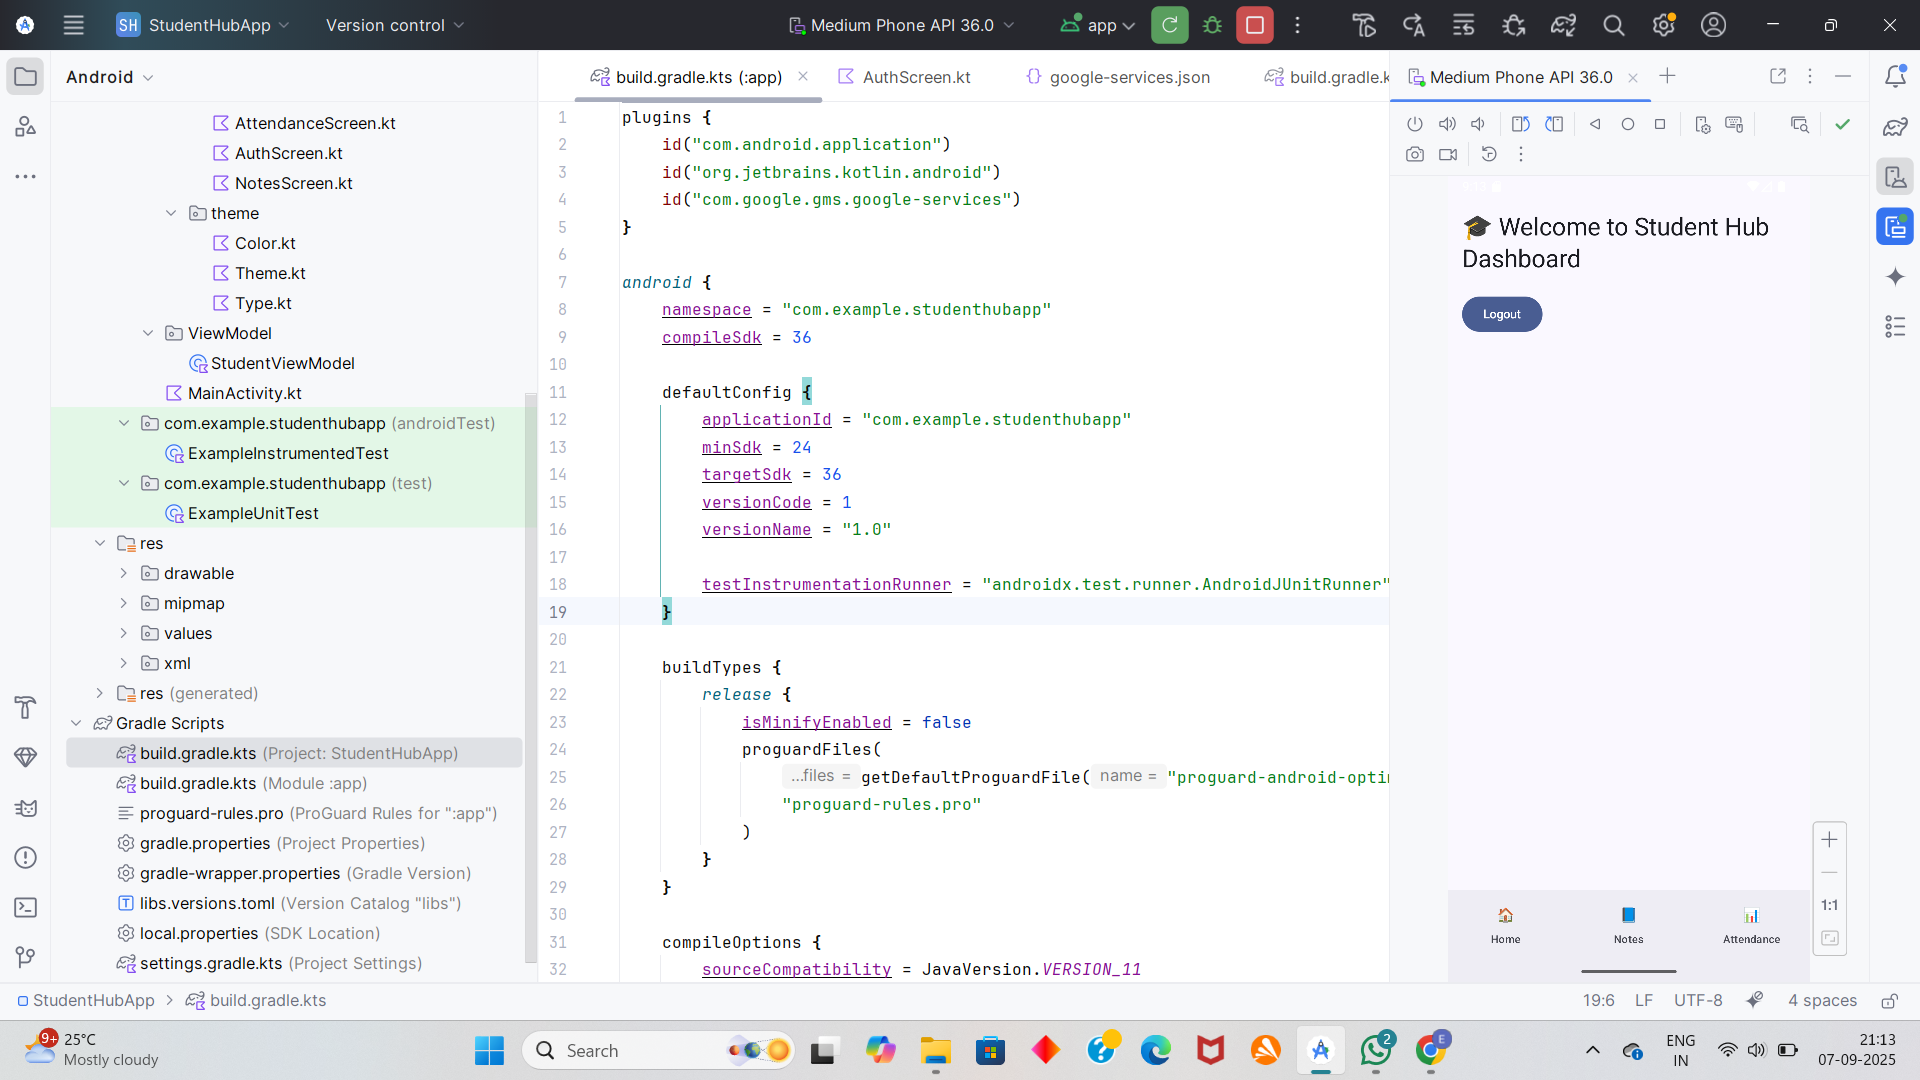 SH StudentHubApp Version control Medium Phone API 36.0 app
Android
AttendanceScreen.kt
AuthScreen.kt
NotesScreen.kt
theme
Color.kt
Theme.kt
Type.kt
ViewModel
StudentViewModel
MainActivity.kt
com.example.studenthubapp (androidTest)
ExampleInstrumentedTest
com.example.studenthubapp (test)
ExampleUnitTest
res
drawable
mipmap
values
xml
res (generated)
Gradle Scripts
build.gradle.kts (Project: StudentHubApp)
build.gradle.kts (Module :app)
proguard-rules.pro (ProGuard Rules for ":app")
gradle.properties (Project Properties)
gradle-wrapper.properties (Gradle Version)
libs.versions.toml (Version Catalog "libs")
local.properties (SDK Location)
settings.gradle.kts (Project Settings)
build.gradle.kts (:app) AuthScreen.kt google-services.json build.gradle.k
1 plugins {
2 id("com.android.application")
3 id("org.jetbrains.kotlin.android")
4 id("com.google.gms.google-services")
5 }
6
7 android {
8 namespace = "com.example.studenthubapp"
9 compileSdk = 36
10
11 defaultConfig {
12 applicationId = "com.example.studenthubapp"
13 minSdk = 24
14 targetSdk = 36
15 versionCode = 1
16 versionName = "1.0"
17
18 testInstrumentationRunner = "androidx.test.runner.AndroidJUnitRunner"
19 }
20
21 buildTypes {
22 release {
23 isMinifyEnabled = false
24 proguardFiles(
25 ...files = getDefaultProguardFile( name = "proguard-android-opti
26 "proguard-rules.pro"
27 )
28 }
29 }
30
31 compileOptions {
32 sourceCompatibility = JavaVersion.VERSION_11
Medium Phone API 36.0
🎓 Welcome to Student Hub
Dashboard
Logout
Home Notes Attendance
1:1
StudentHubApp > build.gradle.kts
19:6 LF UTF-8 4 spaces
9+ 25°C
Mostly cloudy
Search
2
E
ENG
IN
21:13
07-09-2025